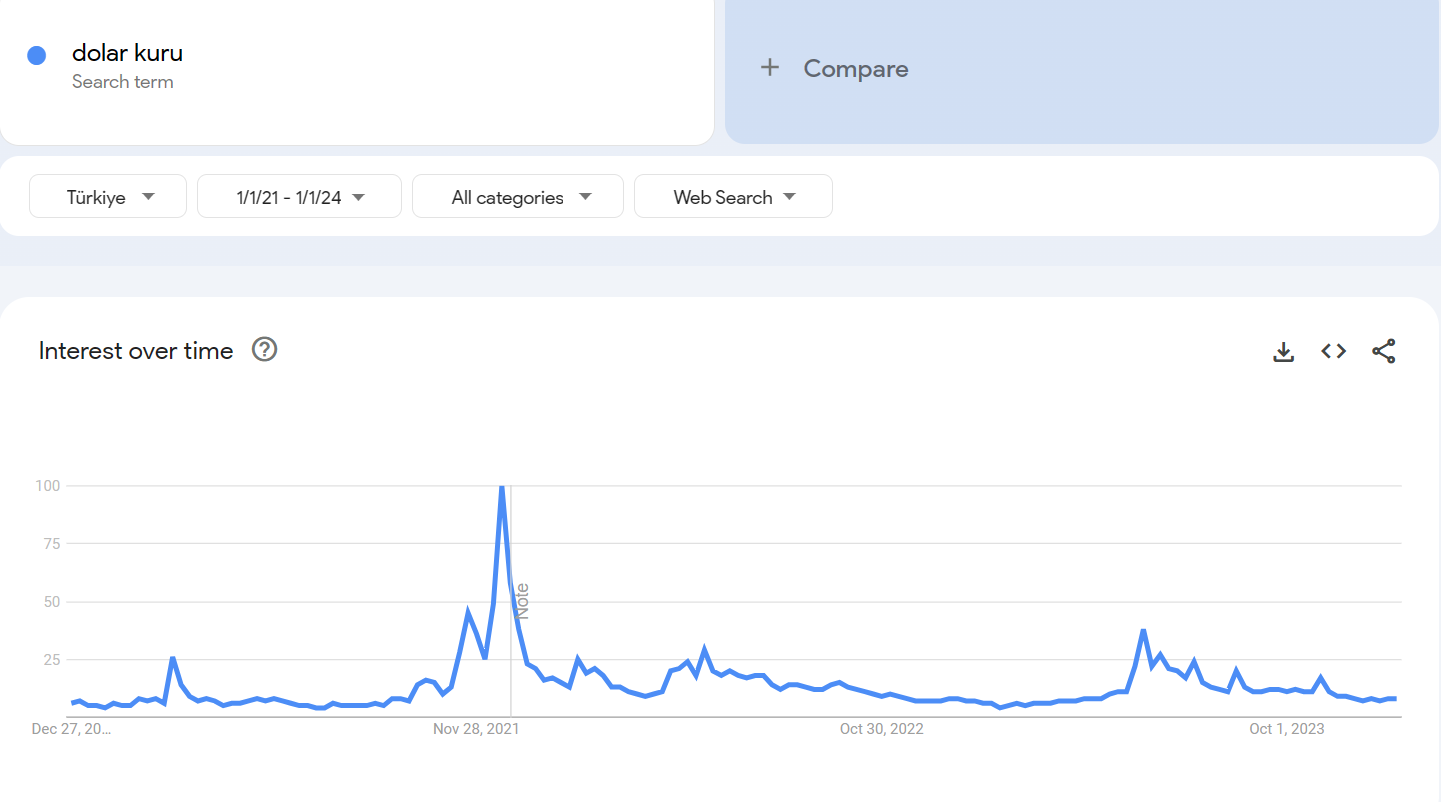 dolar kuru
Search term
+ Compare
Türkiye
1/1/21 - 1/1/24
All categories
Web Search
Interest over time
?
100
75
50
25
Note
Dec 27, 20...
Nov 28, 2021
Oct 30, 2022
Oct 1, 2023